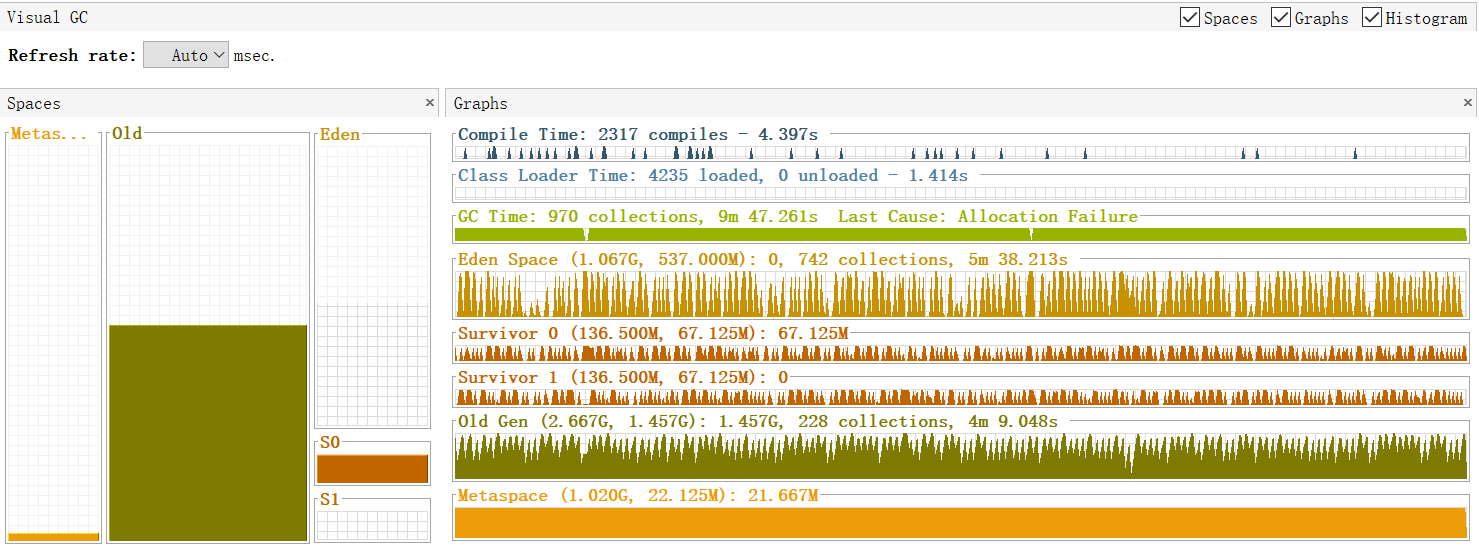 Visual GC
Spaces Graphs Histogram
Refresh rate: Auto msec.
Spaces ×
Metas...
Old
Eden
S0
S1
Graphs ×
Compile Time: 2317 compiles - 4.397s
Class Loader Time: 4235 loaded, 0 unloaded - 1.414s
GC Time: 970 collections, 9m 47.261s  Last Cause: Allocation Failure
Eden Space (1.067G, 537.000M): 0, 742 collections, 5m 38.213s
Survivor 0 (136.500M, 67.125M): 67.125M
Survivor 1 (136.500M, 67.125M): 0
Old Gen (2.667G, 1.457G): 1.457G, 228 collections, 4m 9.048s
Metaspace (1.020G, 22.125M): 21.667M